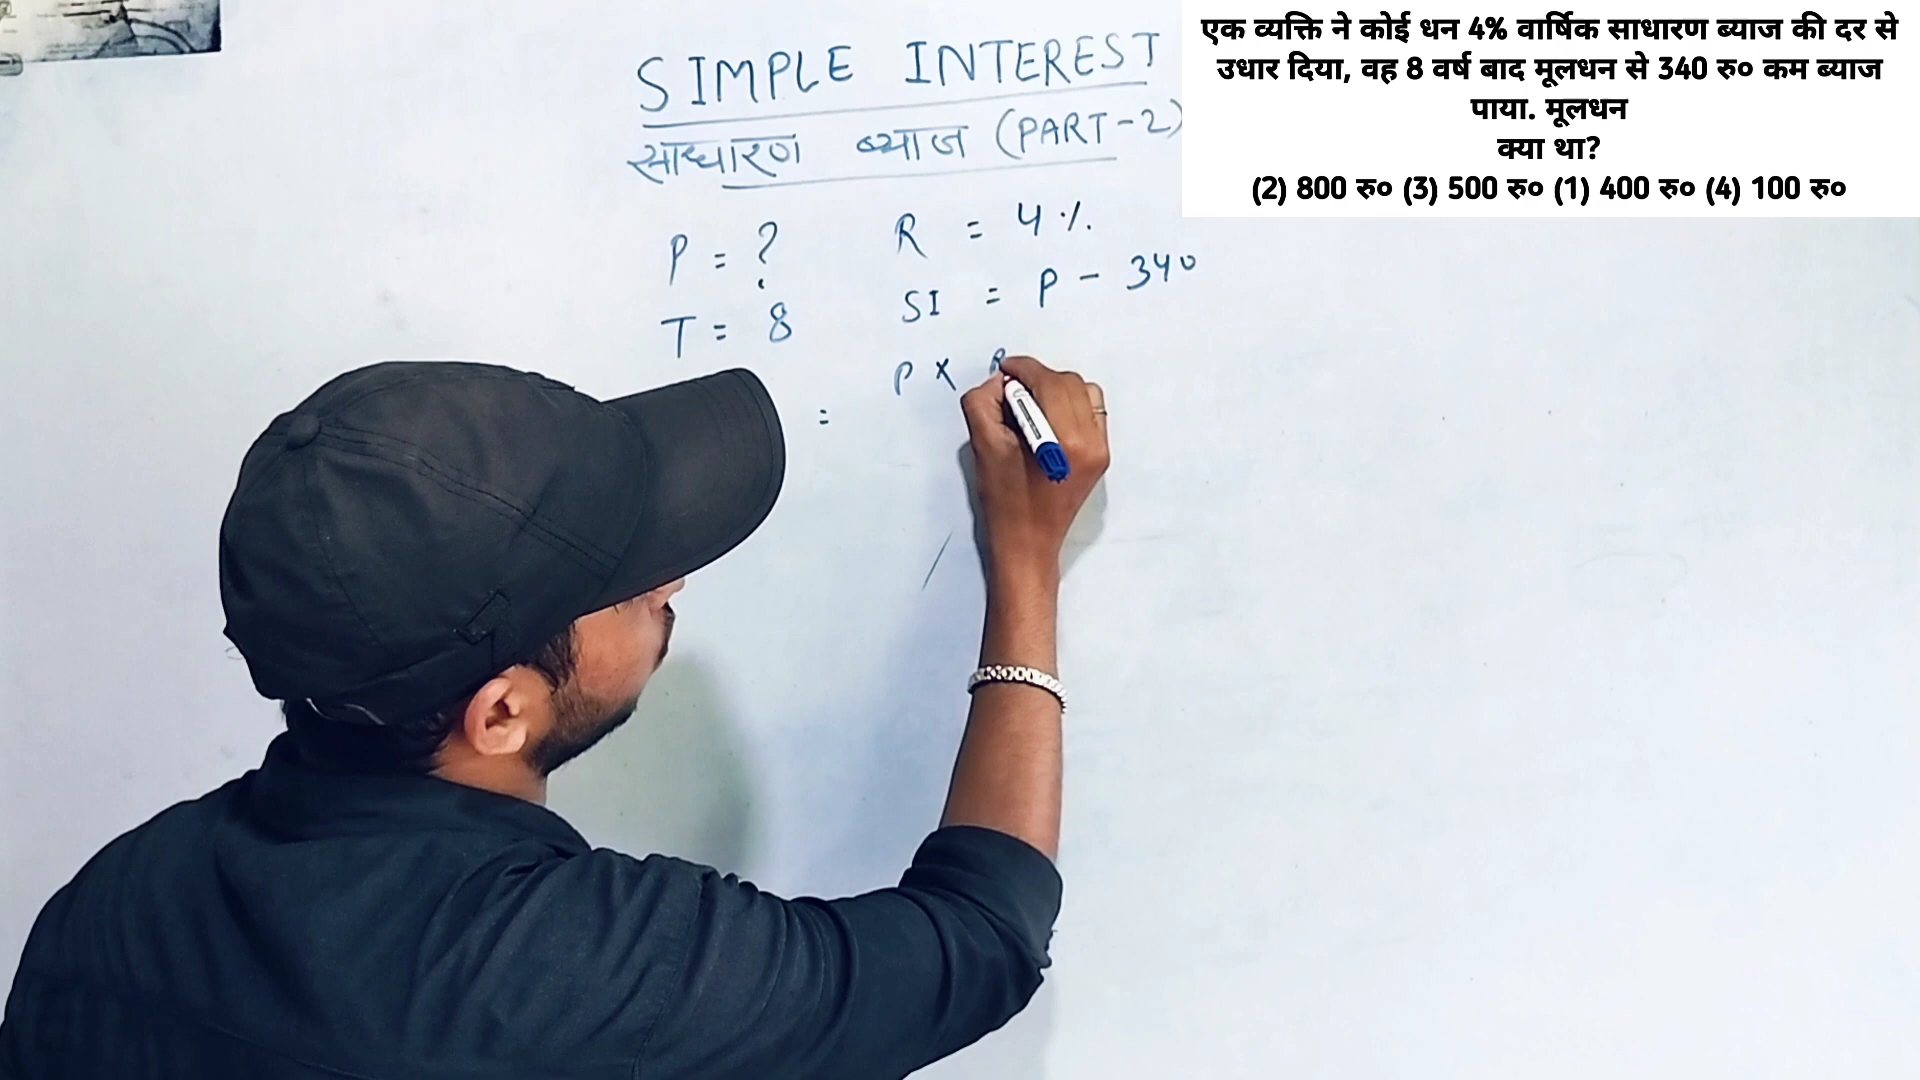 SIMPLE INTEREST
साधारण ब्याज (PART-2)
P = ? R = 4%
T = 8 SI = P - 340
= P × R
एक व्यक्ति ने कोई धन 4% वार्षिक साधारण ब्याज की दर से
उधार दिया, वह 8 वर्ष बाद मूलधन से 340 रु० कम ब्याज
पाया. मूलधन
क्या था?
(2) 800 रु० (3) 500 रु० (1) 400 रु० (4) 100 रु०